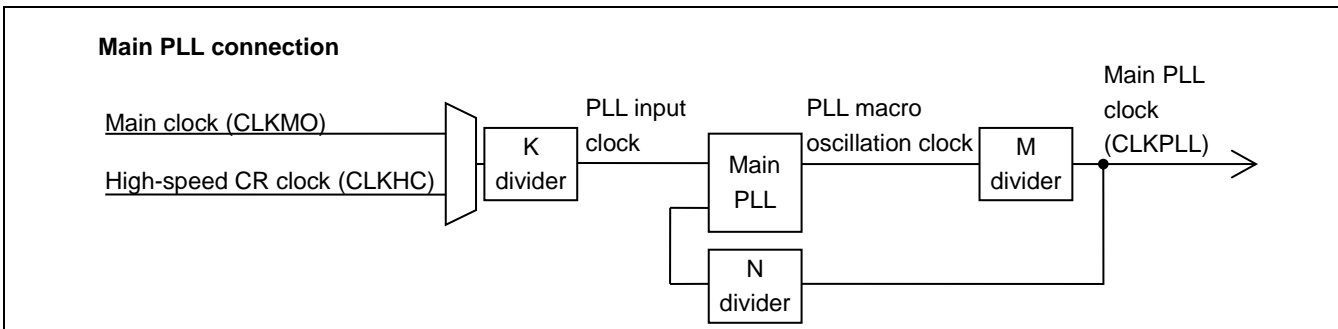 Main PLL connection
Main clock (CLKMO)
High-speed CR clock (CLKHC)
K
divider
PLL input
clock
Main
PLL
PLL macro
oscillation clock
M
divider
Main PLL
clock
(CLKPLL)
N
divider